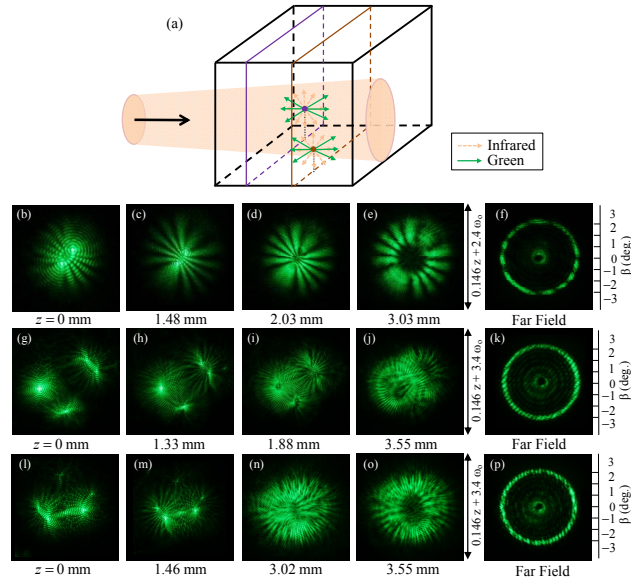 (a)
Infrared
Green
(b) (c) (d) (e) (f)
0.146 z + 2.4 ω₀
3
2
1
0
−1
−2
−3
β (deg.)
z = 0 mm 1.48 mm 2.03 mm 3.03 mm Far Field
(g) (h) (i) (j) (k)
0.146 z + 3.4 ω₀
3
2
1
0
−1
−2
−3
β (deg.)
z = 0 mm 1.33 mm 1.88 mm 3.55 mm Far Field
(l) (m) (n) (o) (p)
0.146 z + 3.4 ω₀
3
2
1
0
−1
−2
−3
β (deg.)
z = 0 mm 1.46 mm 3.02 mm 3.55 mm Far Field